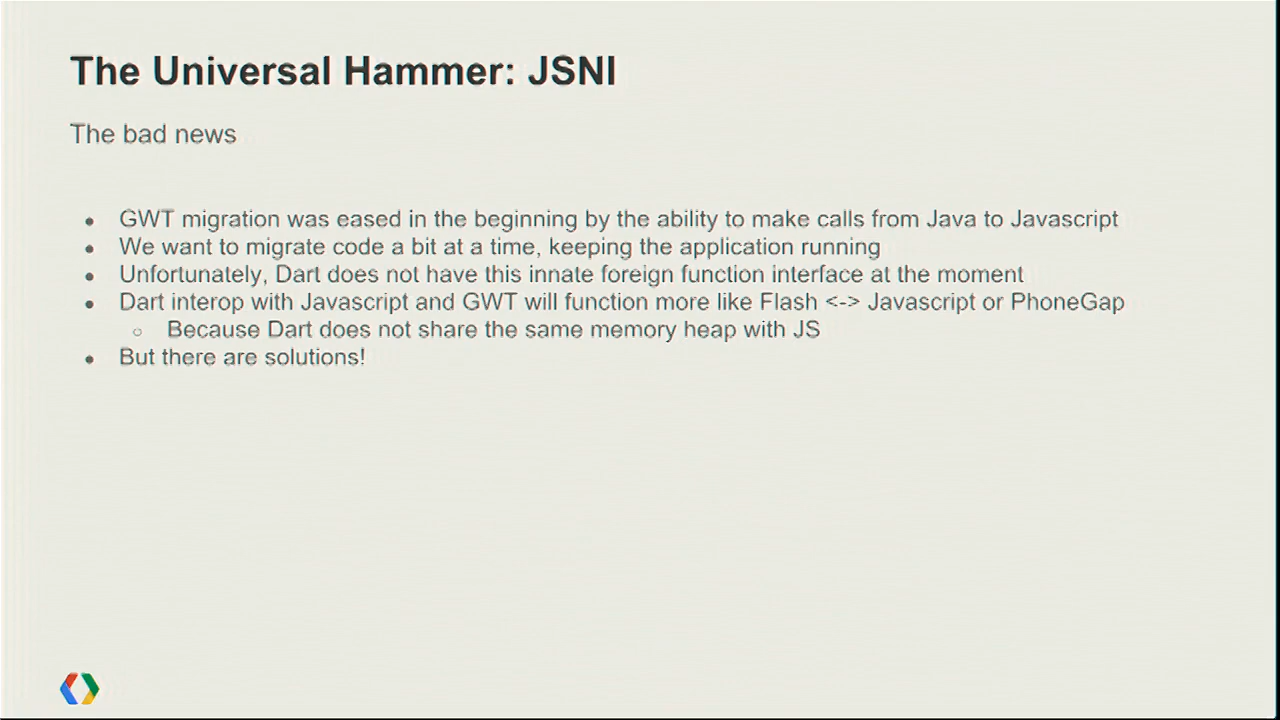 The Universal Hammer: JSNI
The bad news
● GWT migration was eased in the beginning by the ability to make calls from Java to Javascript
● We want to migrate code a bit at a time, keeping the application running
● Unfortunately, Dart does not have this innate foreign function interface at the moment
● Dart interop with Javascript and GWT will function more like Flash <-> Javascript or PhoneGap
○ Because Dart does not share the same memory heap with JS
● But there are solutions!